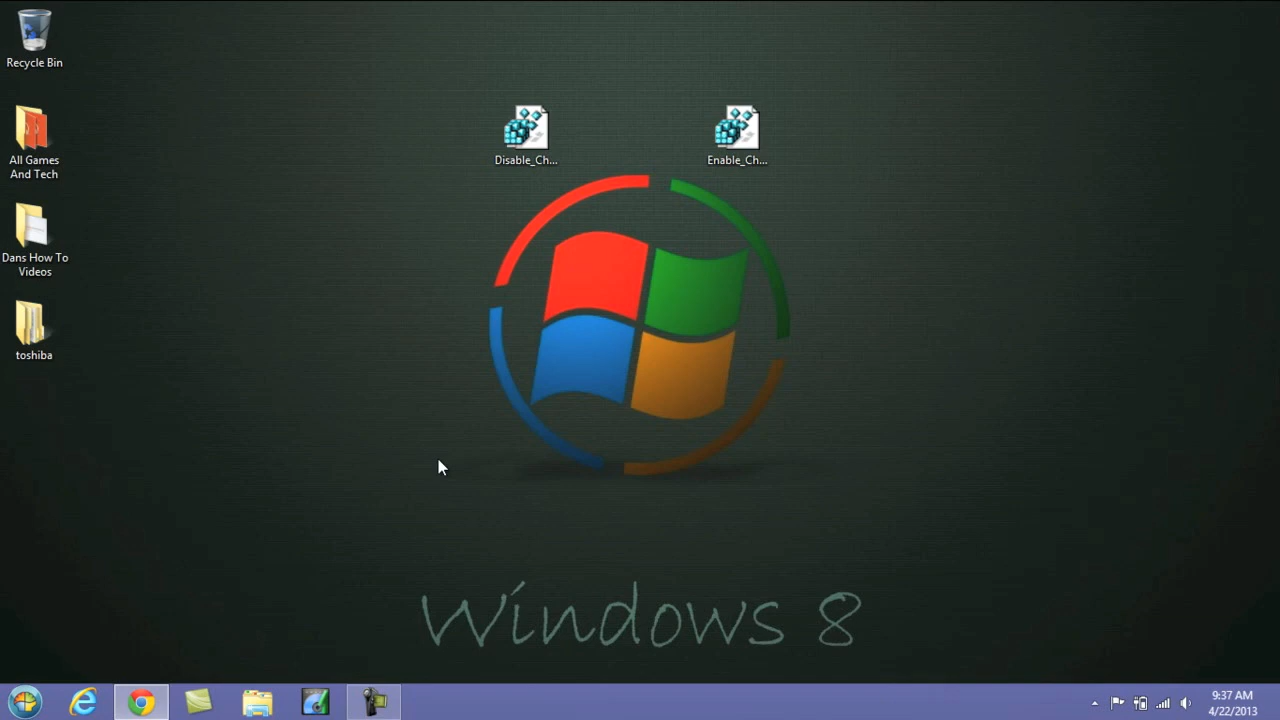 Recycle Bin
All Games
And Tech
Dans How To
Videos
toshiba
Disable_Ch...
Enable_Ch...
Windows 8
9:37 AM
4/22/2013